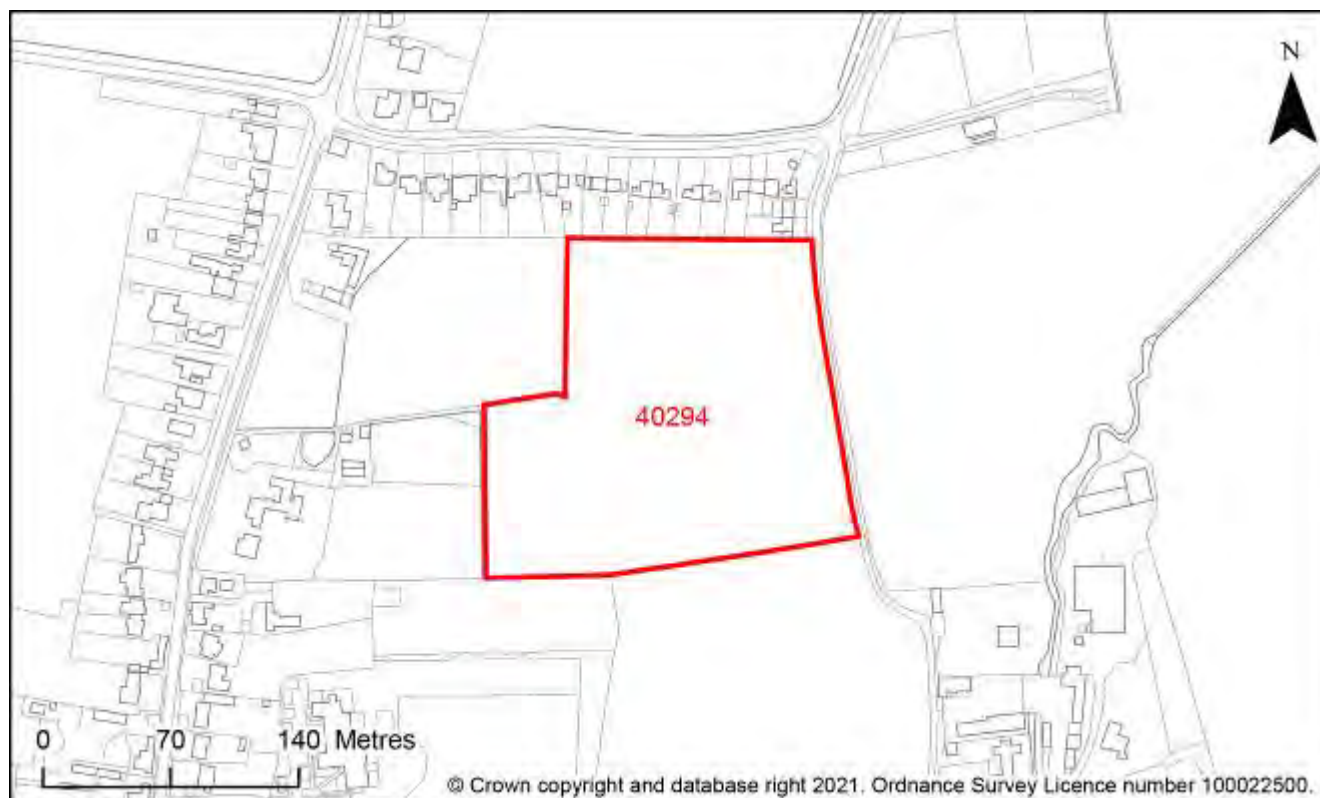 N
40294
0 70 140 Metres
© Crown copyright and database right 2021. Ordnance Survey Licence number 100022500.